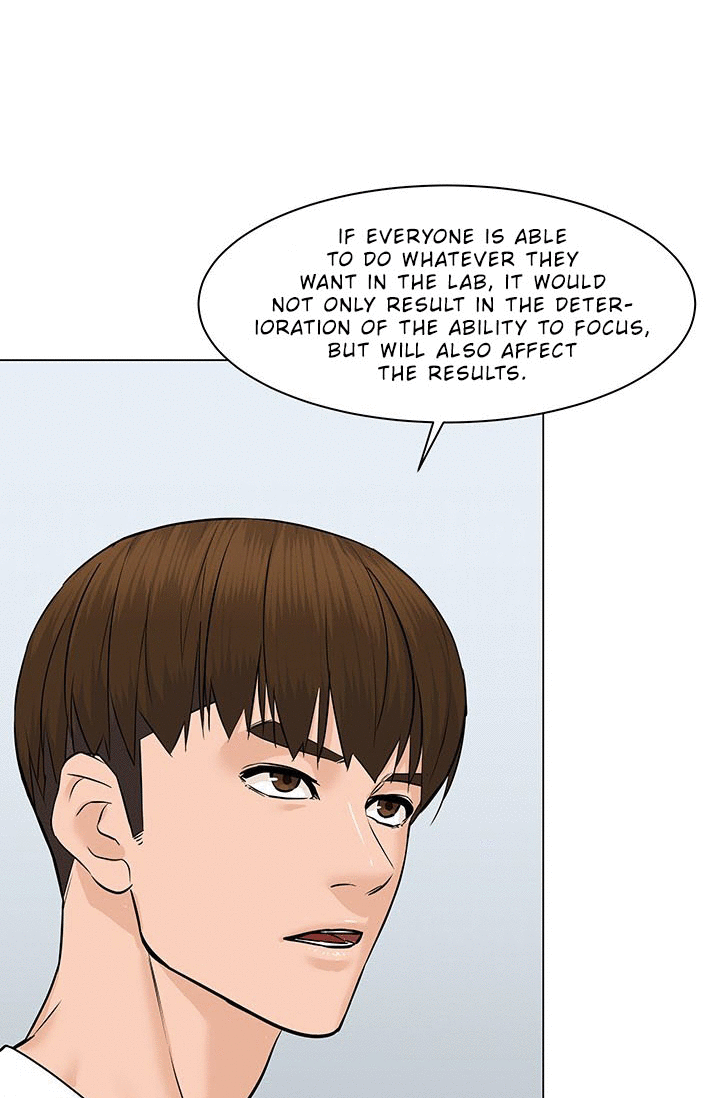 IF EVERYONE IS ABLE
TO DO WHATEVER THEY
WANT IN THE LAB, IT WOULD
NOT ONLY RESULT IN THE DETER-
IORATION OF THE ABILITY TO FOCUS,
BUT WILL ALSO AFFECT
THE RESULTS.